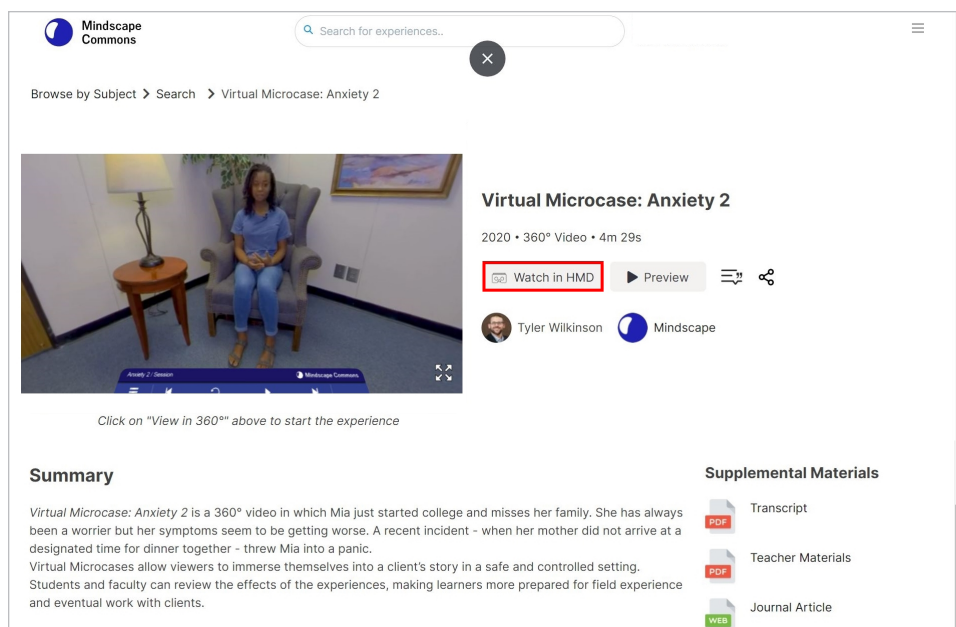 Mindscape
Commons
Search for experiences..
Browse by Subject > Search > Virtual Microcase: Anxiety 2
Virtual Microcase: Anxiety 2
2020 • 360° Video • 4m 29s
Watch in HMD
Preview
Tyler Wilkinson
Mindscape
Anxiety 2 / Session
Mindscape Commons
Click on "View in 360°" above to start the experience
Summary
Virtual Microcase: Anxiety 2 is a 360° video in which Mia just started college and misses her family. She has always
been a worrier but her symptoms seem to be getting worse. A recent incident - when her mother did not arrive at a
designated time for dinner together - threw Mia into a panic.
Virtual Microcases allow viewers to immerse themselves into a client's story in a safe and controlled setting.
Students and faculty can review the effects of the experiences, making learners more prepared for field experience
and eventual work with clients.
Supplemental Materials
PDF
Transcript
PDF
Teacher Materials
WEB
Journal Article